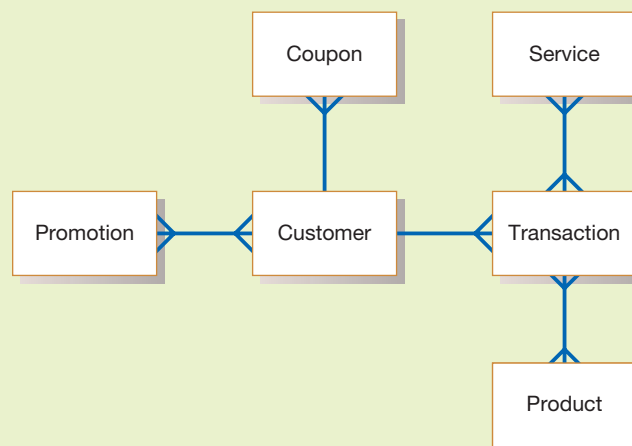 Coupon
Service
Promotion
Customer
Transaction
Product